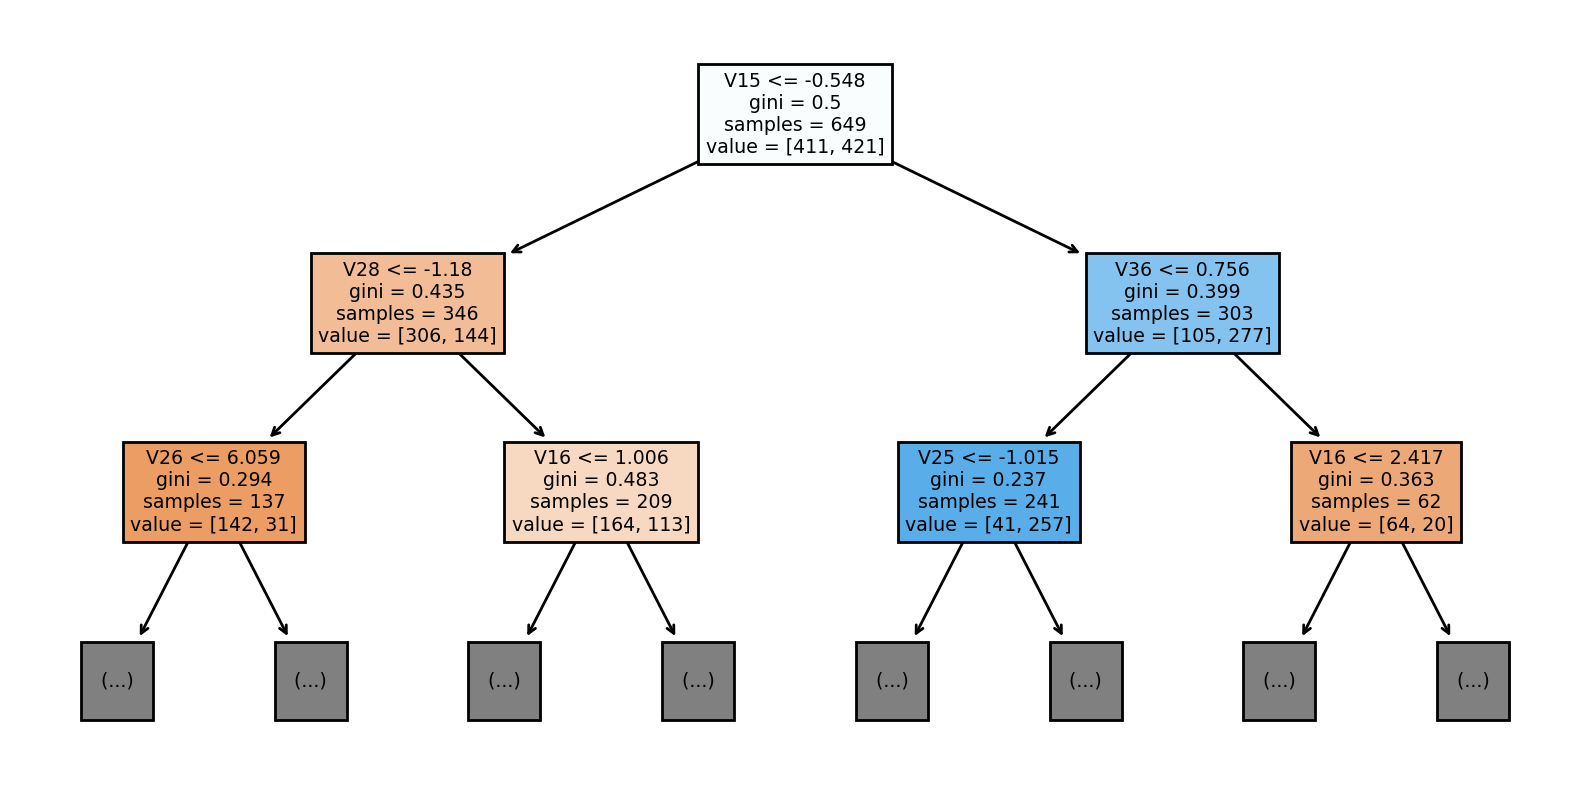 V15 <= -0.548
gini = 0.5
samples = 649
value = [411, 421]
V28 <= -1.18
gini = 0.435
samples = 346
value = [306, 144]
V36 <= 0.756
gini = 0.399
samples = 303
value = [105, 277]
V26 <= 6.059
gini = 0.294
samples = 137
value = [142, 31]
V16 <= 1.006
gini = 0.483
samples = 209
value = [164, 113]
V25 <= -1.015
gini = 0.237
samples = 241
value = [41, 257]
V16 <= 2.417
gini = 0.363
samples = 62
value = [64, 20]
(...)
(...)
(...)
(...)
(...)
(...)
(...)
(...)